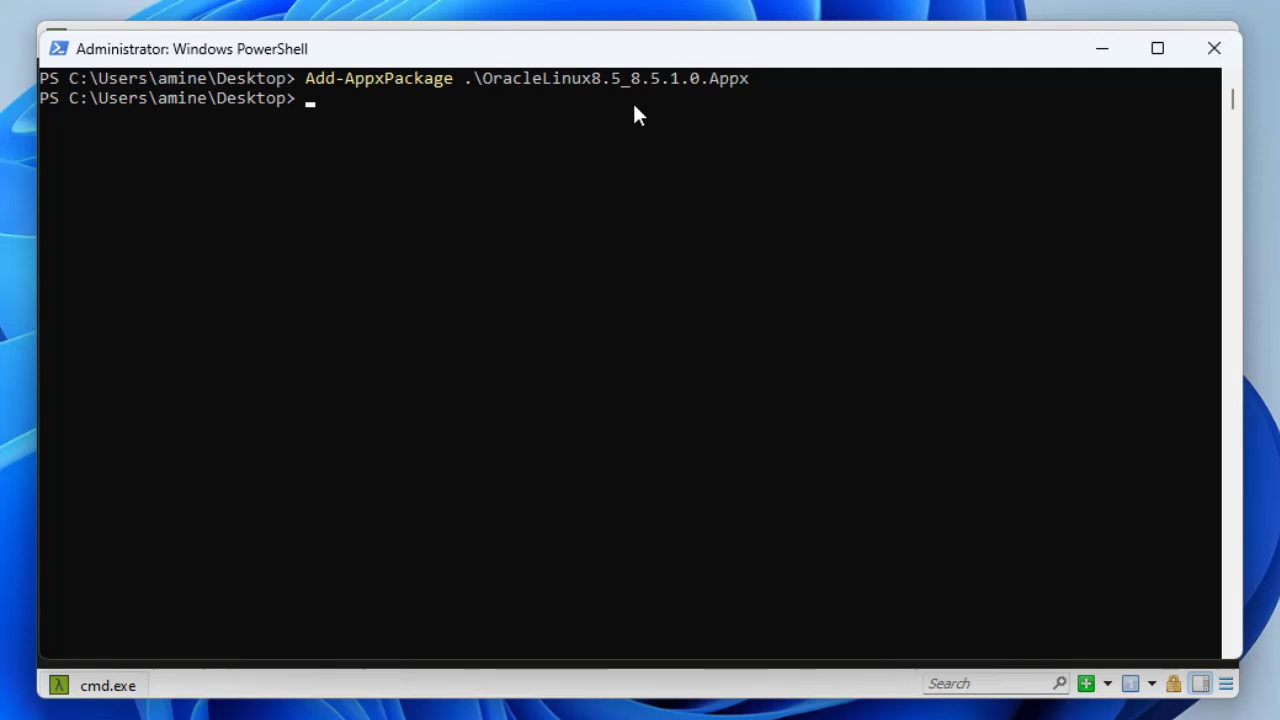 Administrator: Windows PowerShell
PS C:\Users\amine\Desktop> Add-AppxPackage .\OracleLinux8.5_8.5.1.0.Appx
PS C:\Users\amine\Desktop>
cmd.exe
Search